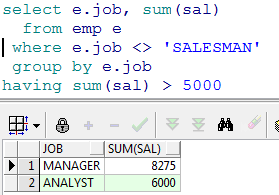 select e.job, sum(sal)
from emp e
where e.job <> 'SALESMAN'
group by e.job
having sum(sal) > 5000
JOB SUM(SAL)
1 MANAGER 8275
2 ANALYST 6000